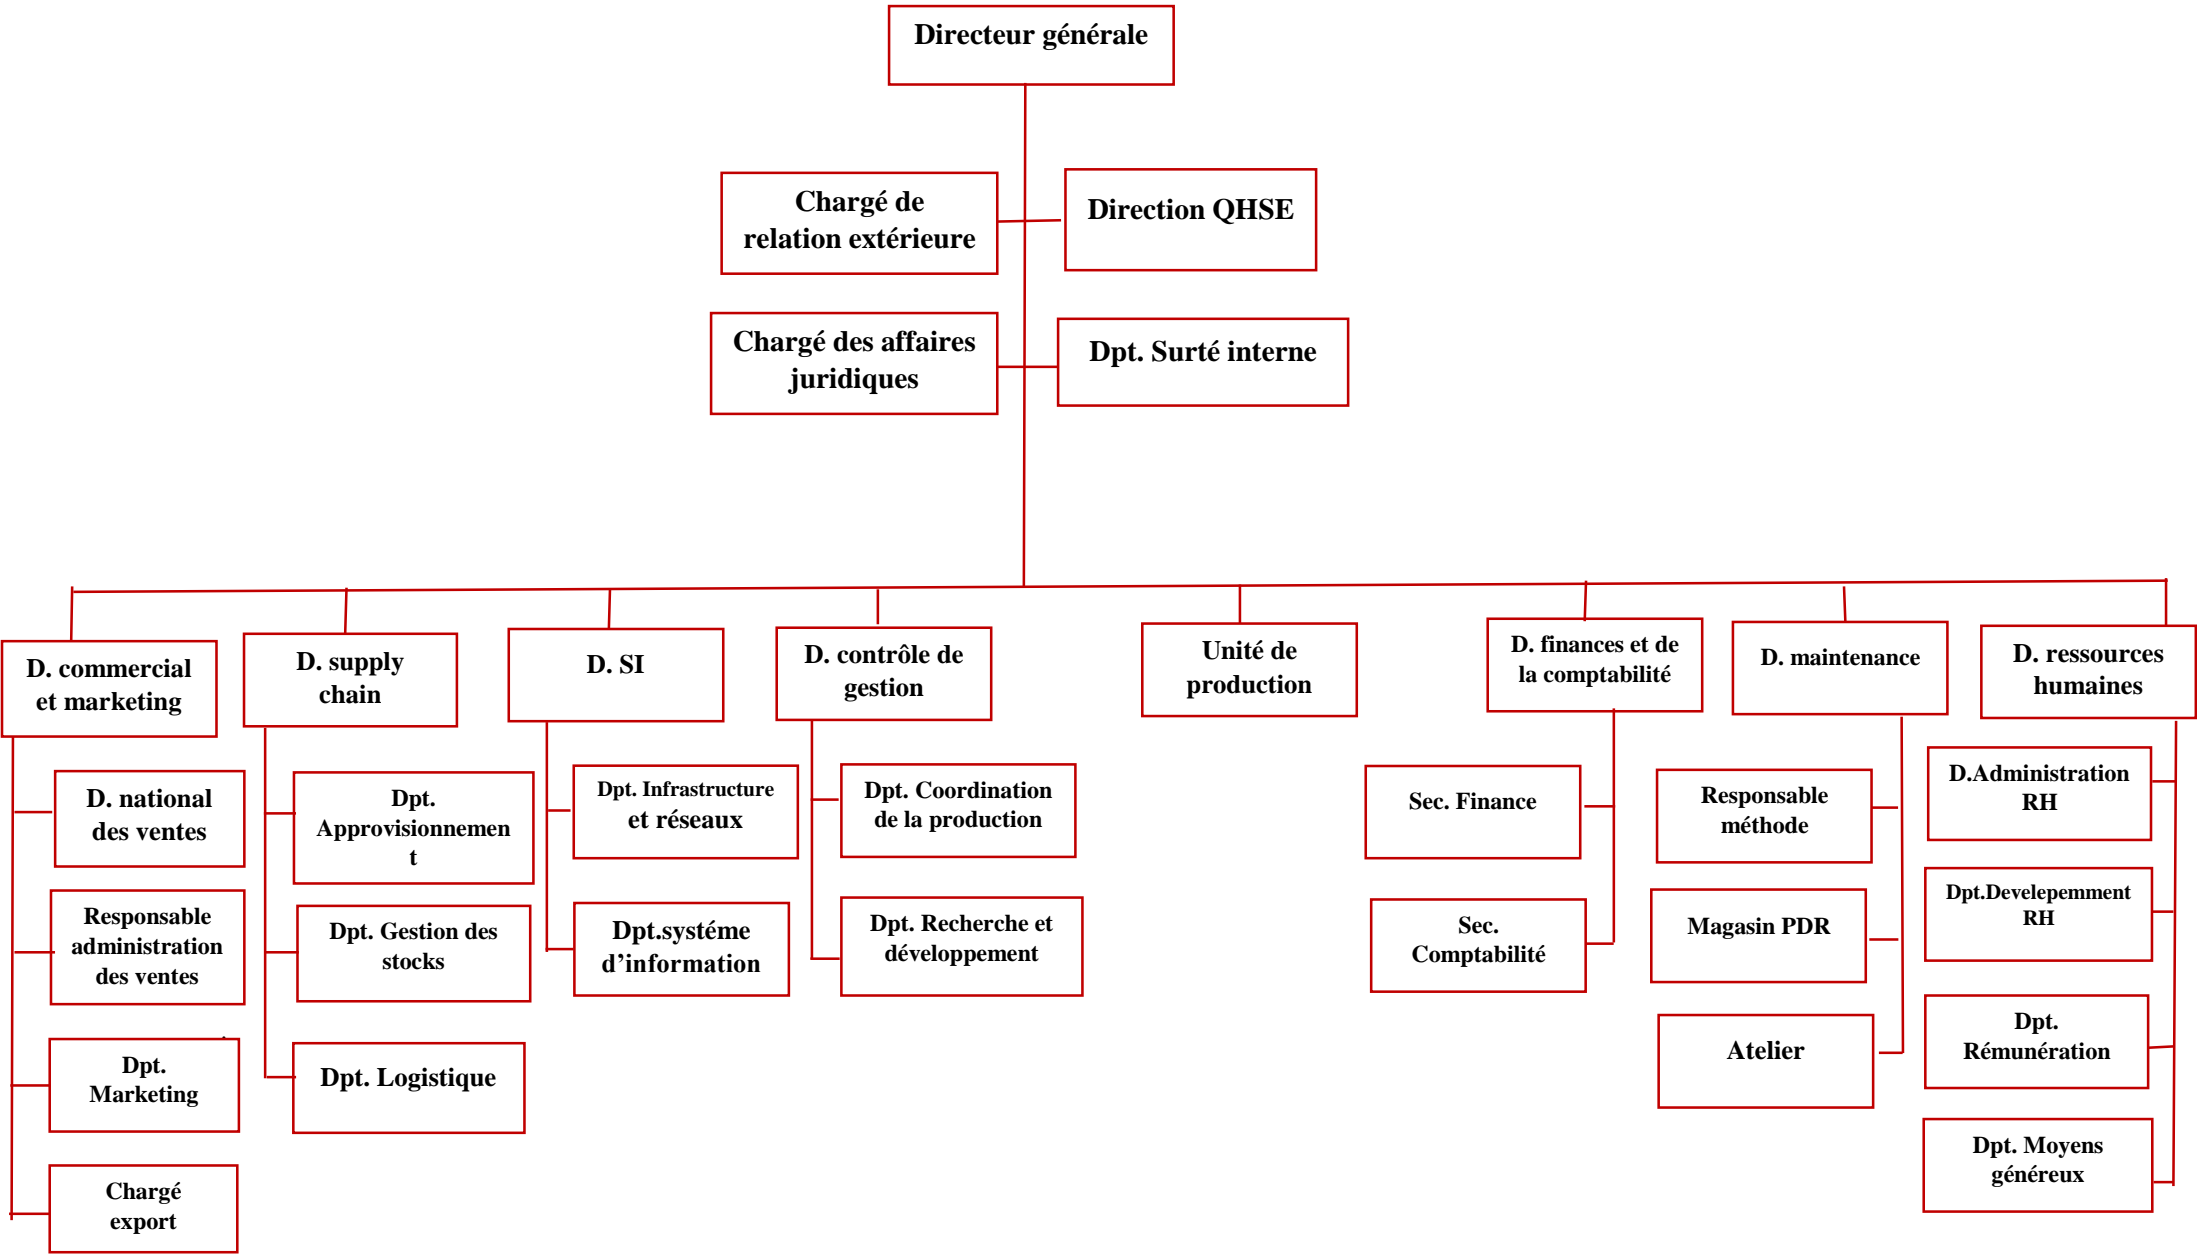 Directeur générale
Chargé de
relation extérieure
Direction QHSE
Chargé des affaires
juridiques
Dpt. Surté interne
D. commercial
et marketing
D. supply
chain
D. SI
D. contrôle de
gestion
Unité de
production
D. finances et de
la comptabilité
D. maintenance
D. ressources
humaines
D. national
des ventes
Responsable
administration
des ventes
Dpt.
Marketing
Chargé
export
Dpt.
Approvisionnemen
t
Dpt. Gestion des
stocks
Dpt. Logistique
Dpt. Infrastructure
et réseaux
Dpt.systéme
d’information
Dpt. Coordination
de la production
Dpt. Recherche et
développement
Sec. Finance
Sec.
Comptabilité
Responsable
méthode
Magasin PDR
Atelier
D.Administration
RH
Dpt.Develepemment
RH
Dpt.
Rémunération
Dpt. Moyens
généreux